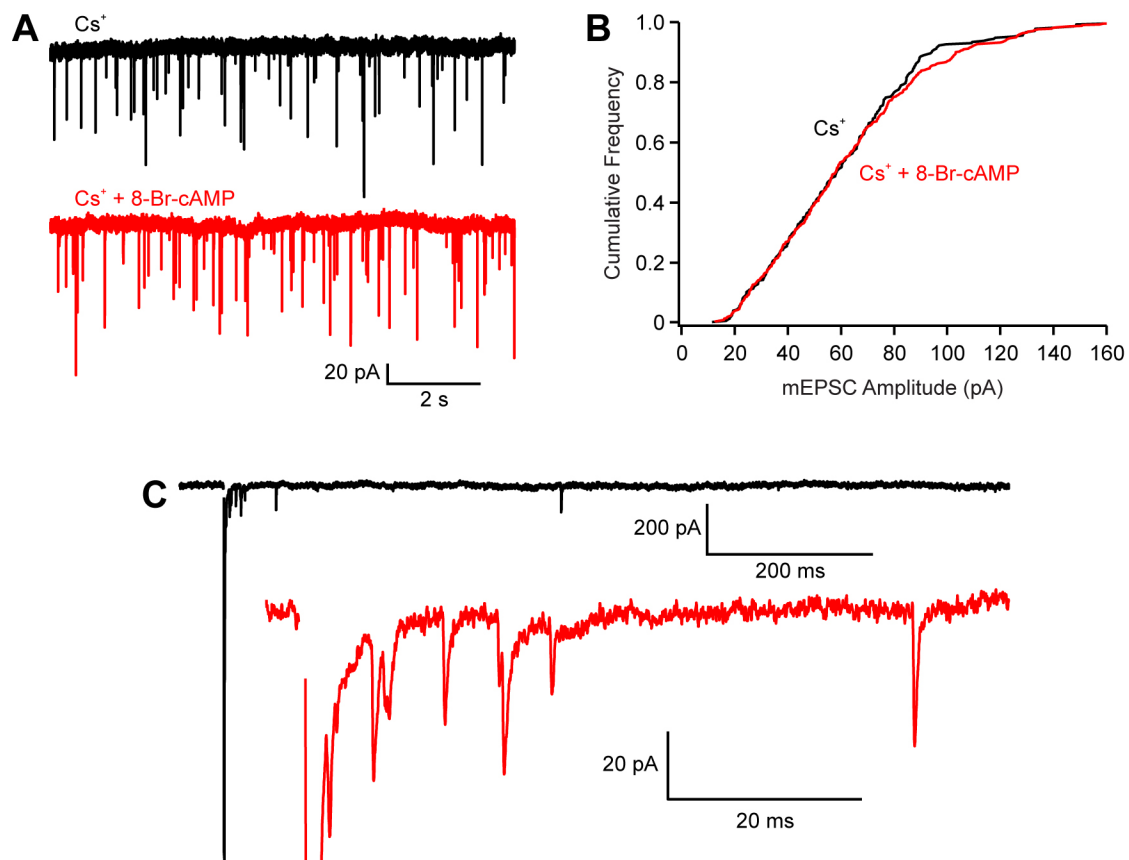 A
Cs⁺
Cs⁺ + 8-Br-cAMP
20 pA
2 s
B
Cumulative Frequency
1.0
0.8
0.6
0.4
0.2
0
Cs⁺
Cs⁺ + 8-Br-cAMP
0 20 40 60 80 100 120 140 160
mEPSC Amplitude (pA)
C
200 pA
200 ms
20 pA
20 ms